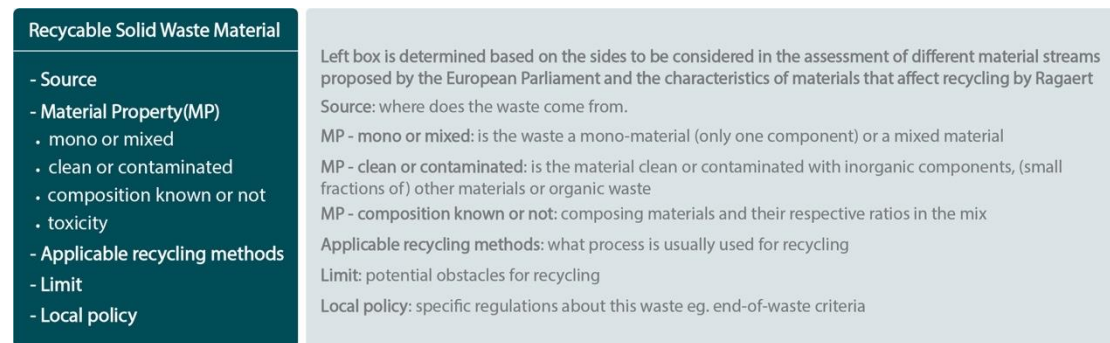 Recycable Solid Waste Material
- Source
- Material Property(MP)
• mono or mixed
• clean or contaminated
• composition known or not
• toxicity
- Applicable recycling methods
- Limit
- Local policy
Left box is determined based on the sides to be considered in the assessment of different material streams
proposed by the European Parliament and the characteristics of materials that affect recycling by Ragaert
Source: where does the waste come from.
MP - mono or mixed: is the waste a mono-material (only one component) or a mixed material
MP - clean or contaminated: is the material clean or contaminated with inorganic components, (small
fractions of) other materials or organic waste
MP - composition known or not: composing materials and their respective ratios in the mix
Applicable recycling methods: what process is usually used for recycling
Limit: potential obstacles for recycling
Local policy: specific regulations about this waste eg. end-of-waste criteria